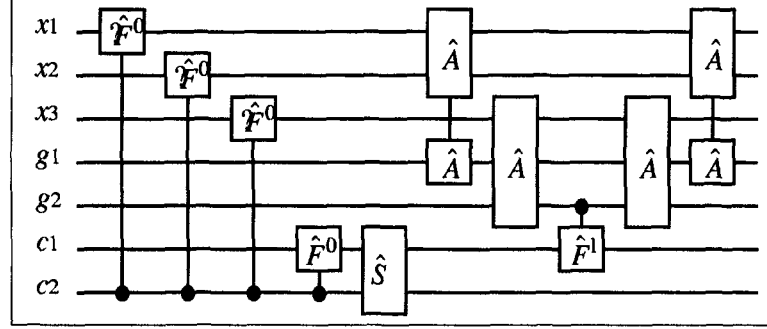 x1 F̂⁰
Â Â
x2 F̂⁰
x3 F̂⁰
g1 Â Â Â Â
g2
c1 F̂⁰ F̂¹
Ŝ
c2